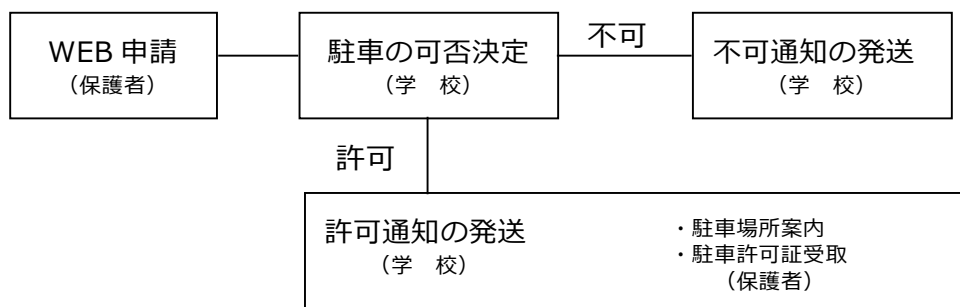 WEB 申請
（保護者）
駐車の可否決定
（学　校）
不可
不可通知の発送
（学　校）
許可
許可通知の発送
（学　校）
・駐車場所案内
・駐車許可証受取
（保護者）